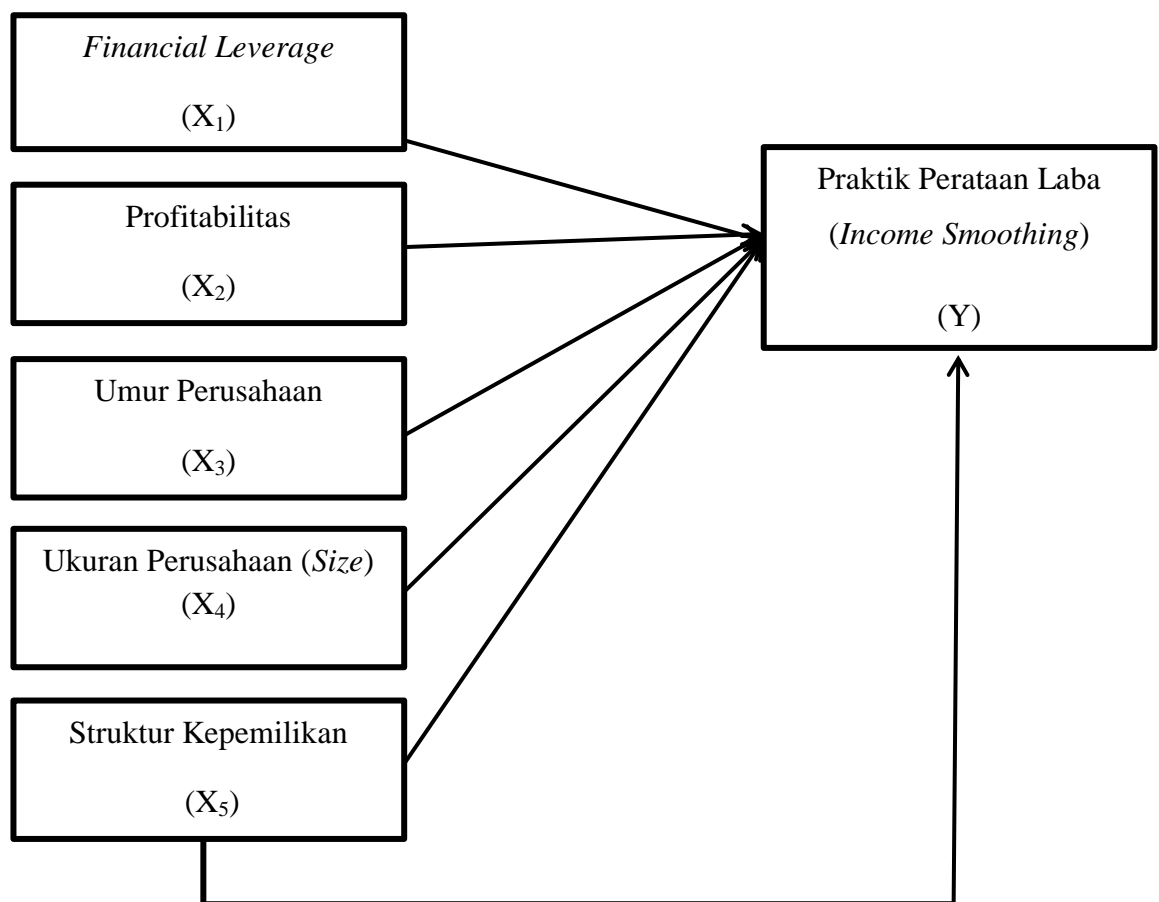 Financial Leverage
(X₁)
Profitabilitas
(X₂)
Umur Perusahaan
(X₃)
Ukuran Perusahaan (Size)
(X₄)
Struktur Kepemilikan
(X₅)
Praktik Perataan Laba
(Income Smoothing)
(Y)